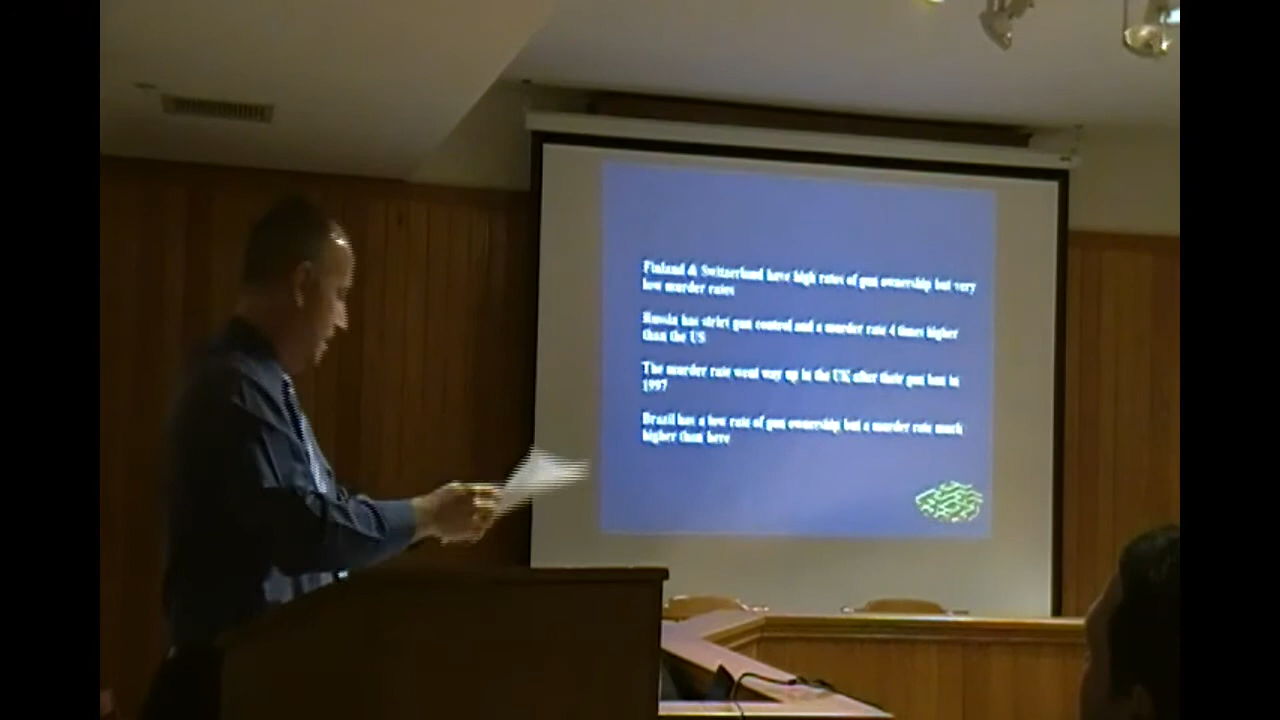 Finland & Switzerland have high rates of gun ownership but very
low murder rates
Russia has strict gun control and a murder rate 4 times higher
than the US
The murder rate went way up in the UK after their gun ban in
1997
Brazil has a low rate of gun ownership but a murder rate much
higher than here